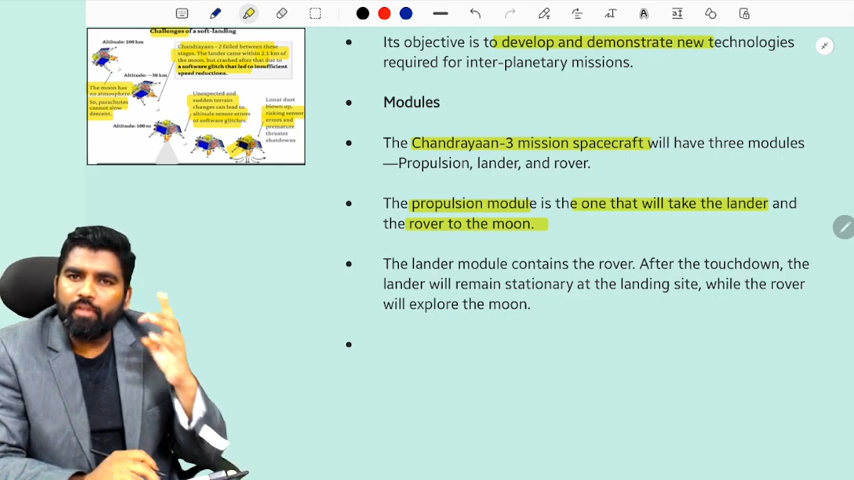 Challenges of a soft-landing
Altitude: 100 km
Chandrayaan - 2 failed between these
stages. The lander came within 2.1 km of
the moon, but crashed after that due to
a software glitch that led to insufficient
speed reductions.
Altitude: ~30 km
The moon has
no atmosphere.
So, parachutes
cannot slow
descent.
Unexpected and
sudden terrain
changes can lead to
altitude sensor errors
or software glitches.
Lunar dust
blown up,
risking sensor
errors and
premature
thruster
shutdowns
Altitude: 100 m
Its objective is to develop and demonstrate new technologies
required for inter-planetary missions.
Modules
The Chandrayaan-3 mission spacecraft will have three modules
—Propulsion, lander, and rover.
The propulsion module is the one that will take the lander and
the rover to the moon.
The lander module contains the rover. After the touchdown, the
lander will remain stationary at the landing site, while the rover
will explore the moon.